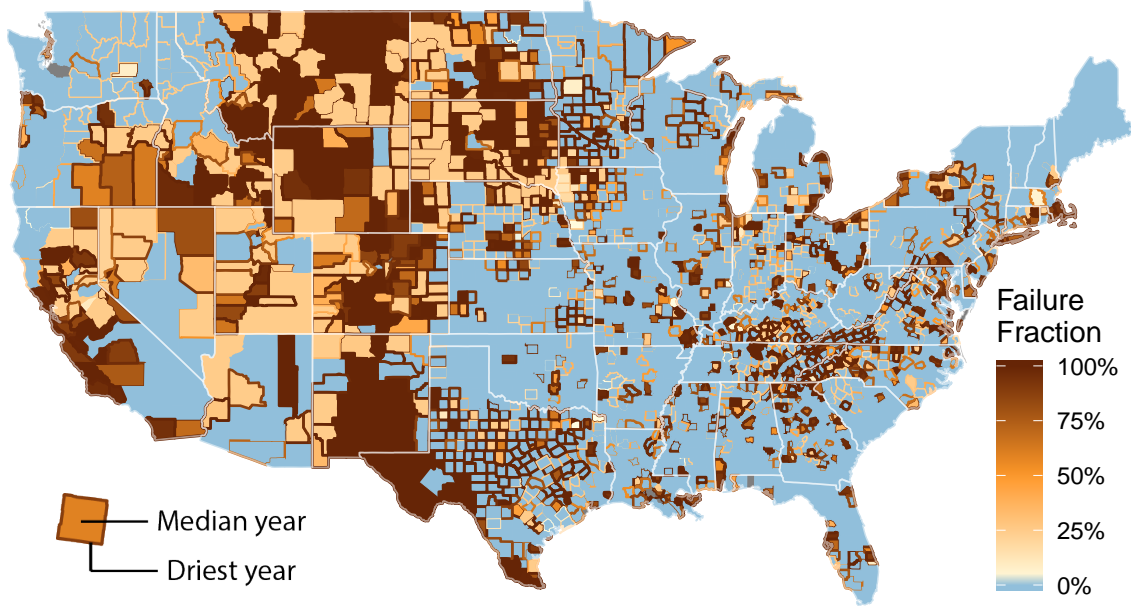 Failure
Fraction
100%
75%
50%
25%
0%
Median year
Driest year